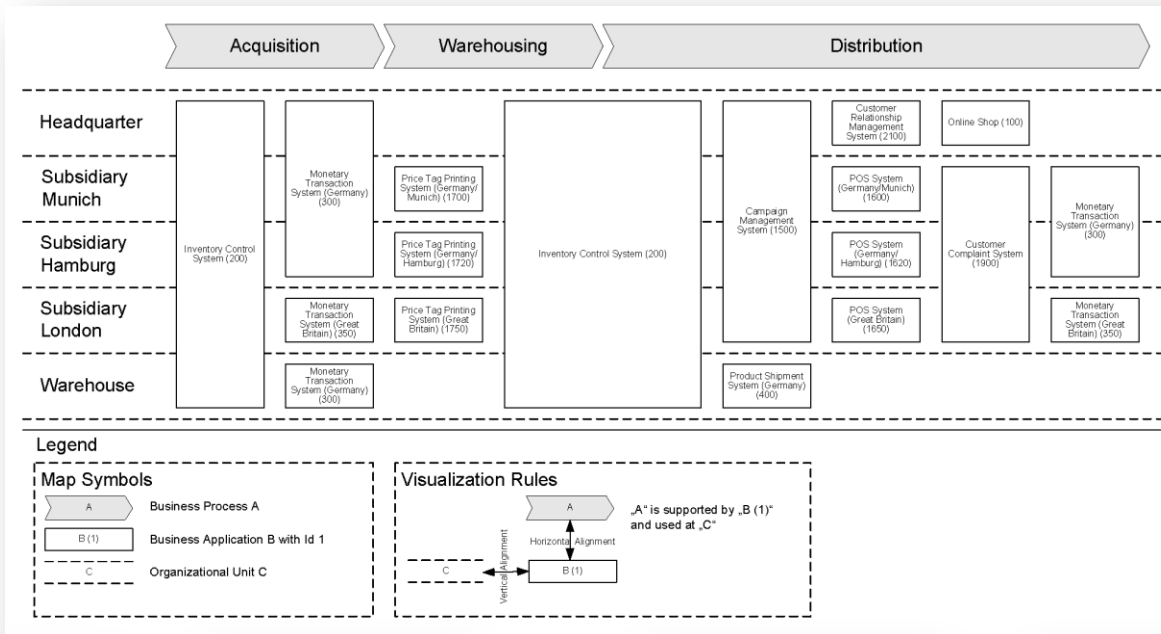 Acquisition
Warehousing
Distribution
Headquarter
Customer
Relationship
Management
System (2100)
Online Shop (100)
Subsidiary
Munich
Monetary
Transaction
System (Germany)
(300)
Price Tag Printing
System (Germany/
Munich) (1700)
POS System
(Germany/Munich)
(1600)
Campaign
Management
System (1500)
Monetary
Transaction
System (Germany)
(300)
Subsidiary
Hamburg
Inventory Control
System (200)
Price Tag Printing
System (Germany/
Hamburg) (1720)
Inventory Control System (200)
POS System
(Germany/
Hamburg) (1620)
Customer
Complaint System
(1900)
Subsidiary
London
Monetary
Transaction
System (Great
Britain) (350)
Price Tag Printing
System (Great
Britain) (1750)
POS System
(Great Britain)
(1650)
Monetary
Transaction
System (Great
Britain) (350)
Warehouse
Monetary
Transaction
System (Germany)
(300)
Product Shipment
System (Germany)
(400)
Legend
Map Symbols
A
Business Process A
B (1)
Business Application B with Id 1
C
Organizational Unit C
Visualization Rules
A
„A“ is supported by „B (1)“
and used at „C“
Horizontal Alignment
C
Vertical Alignment
B (1)